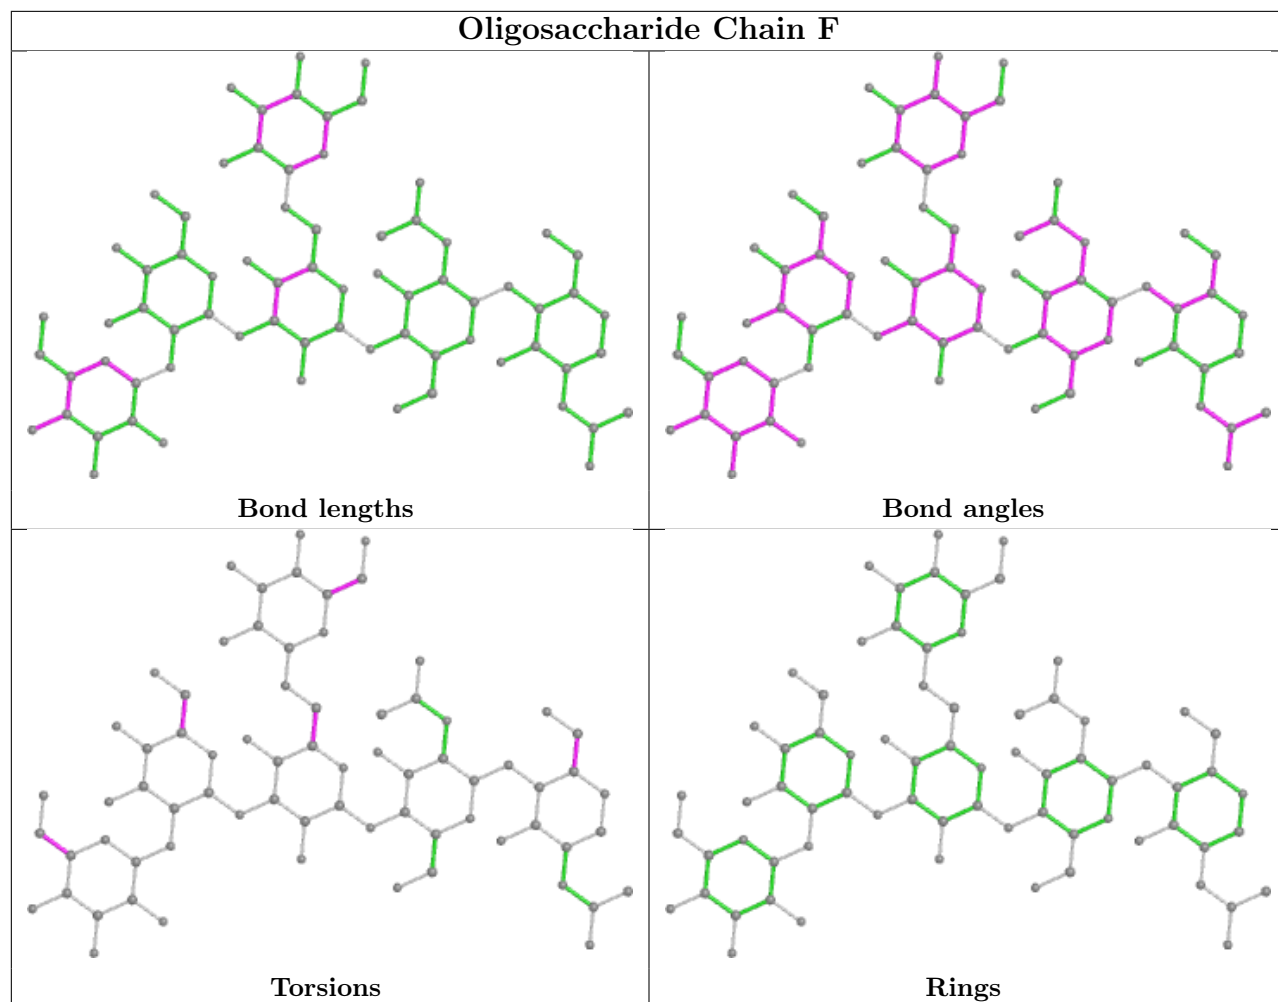 Oligosaccharide Chain F
Bond lengths
Bond angles
Torsions
Rings